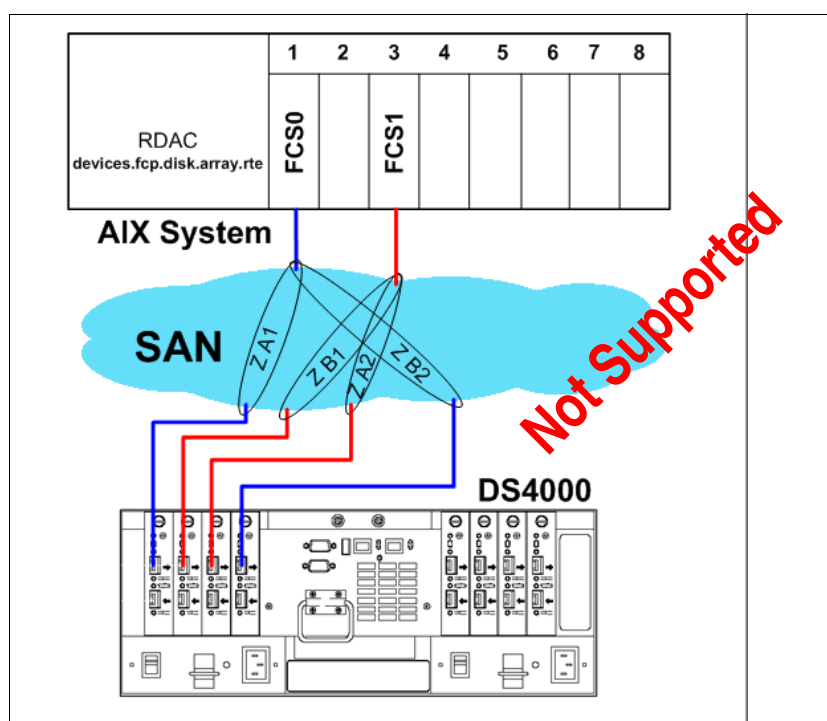 1 2 3 4 5 6 7 8
RDAC
devices.fcp.disk.array.rte
FCS0
FCS1
AIX System
Not Supported
SAN
Z A1
Z B1
Z A2
Z B2
DS4000